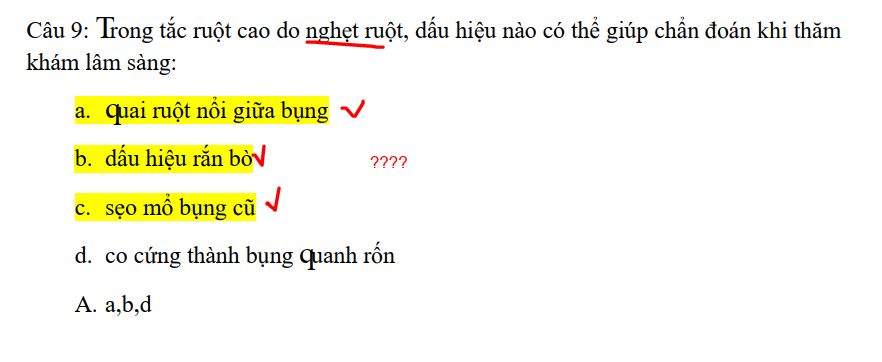 Câu 9: Trong tắc ruột cao do nghẹt ruột, dấu hiệu nào có thể giúp chẩn đoán khi thăm
khám lâm sàng:
a. quai ruột nổi giữa bụng
b. dấu hiệu rắn bò
????
c. sẹo mổ bụng cũ
d. co cứng thành bụng quanh rốn
A. a,b,d